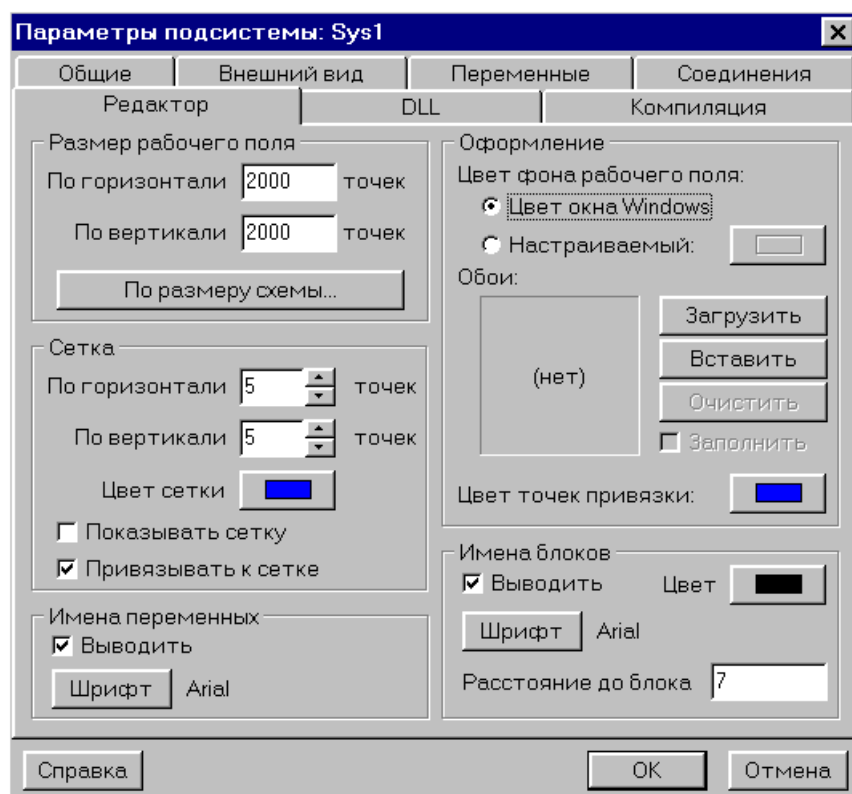 Параметры подсистемы: Sys1
Общие Внешний вид Переменные Соединения
Редактор DLL Компиляция
Размер рабочего поля
По горизонтали 2000 точек
По вертикали 2000 точек
По размеру схемы...
Сетка
По горизонтали 5 точек
По вертикали 5 точек
Цвет сетки
Показывать сетку
Привязывать к сетке
Имена переменных
Выводить
Шрифт Arial
Оформление
Цвет фона рабочего поля:
Цвет окна Windows
Настраиваемый:
Обои:
(нет)
Загрузить
Вставить
Очистить
Заполнить
Цвет точек привязки:
Имена блоков
Выводить Цвет
Шрифт Arial
Расстояние до блока 7
Справка OK Отмена